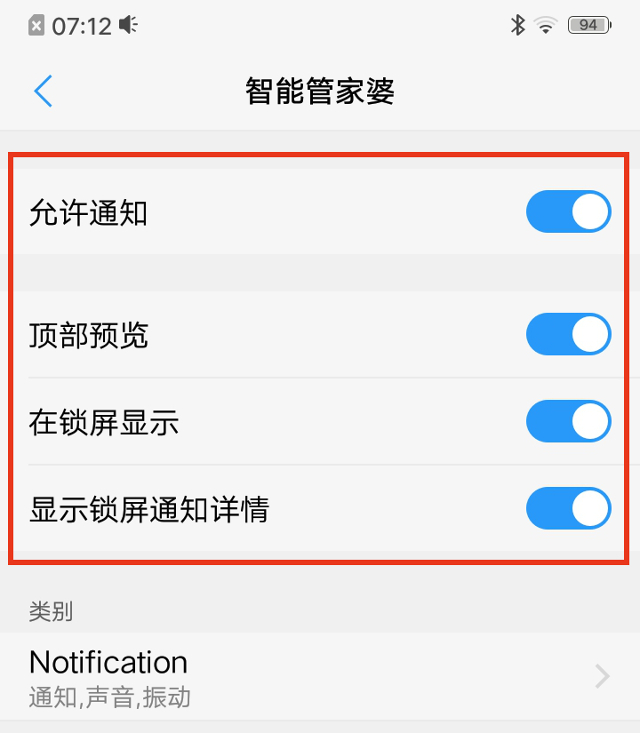 07:12
94
智能管家婆
允许通知
顶部预览
在锁屏显示
显示锁屏通知详情
类别
Notification
通知,声音,振动